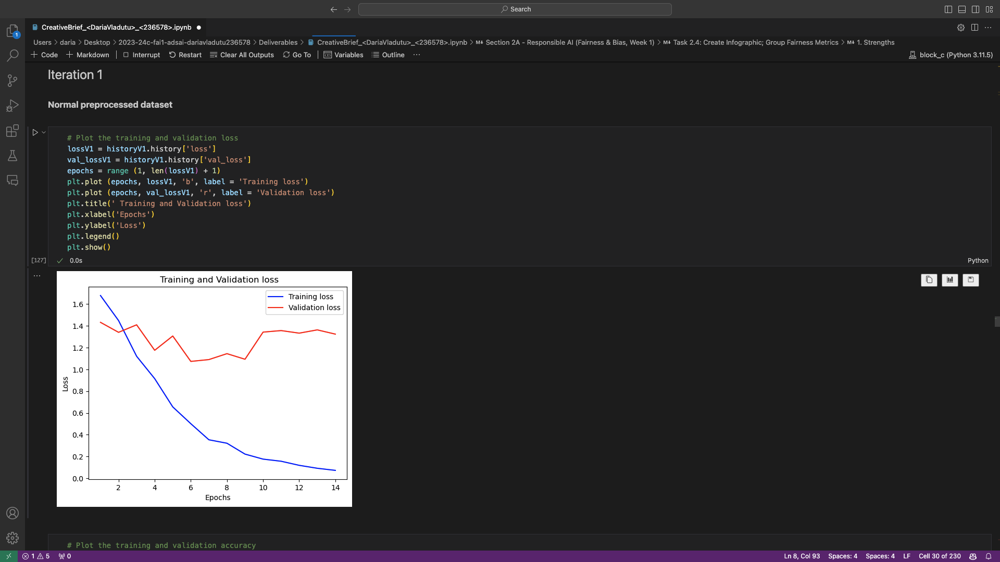 Search
CreativeBrief_<DariaVladutu>_<236578>.ipynb
Users > daria > Desktop > 2023-24c-fai1-adsai-dariavladutu236578 > Deliverables > CreativeBrief_<DariaVladutu>_<236578>.ipynb > M↓ Section 2A - Responsible AI (Fairness & Bias, Week 1) > M↓ Task 2.4: Create Infographic; Group Fairness Metrics > M↓ 1. Strengths
+ Code + Markdown Interrupt Restart Clear All Outputs Go To Variables Outline ... block_c (Python 3.11.5)
1
Iteration 1
Normal preprocessed dataset
# Plot the training and validation loss
lossV1 = historyV1.history['loss']
val_lossV1 = historyV1.history['val_loss']
epochs = range (1, len(lossV1) + 1)
plt.plot (epochs, lossV1, 'b', label = 'Training loss')
plt.plot (epochs, val_lossV1, 'r', label = 'Validation loss')
plt.title(' Training and Validation loss')
plt.xlabel('Epochs')
plt.ylabel('Loss')
plt.legend()
plt.show()
[127] 0.0s Python
...
Training and Validation loss
Training loss
Validation loss
1.6
1.4
1.2
1.0
0.8
0.6
0.4
0.2
0.0
Loss
2 4 6 8 10 12 14
Epochs
# Plot the training and validation accuracy
1 5 0 Ln 8, Col 93 Spaces: 4 Spaces: 4 LF Cell 30 of 230